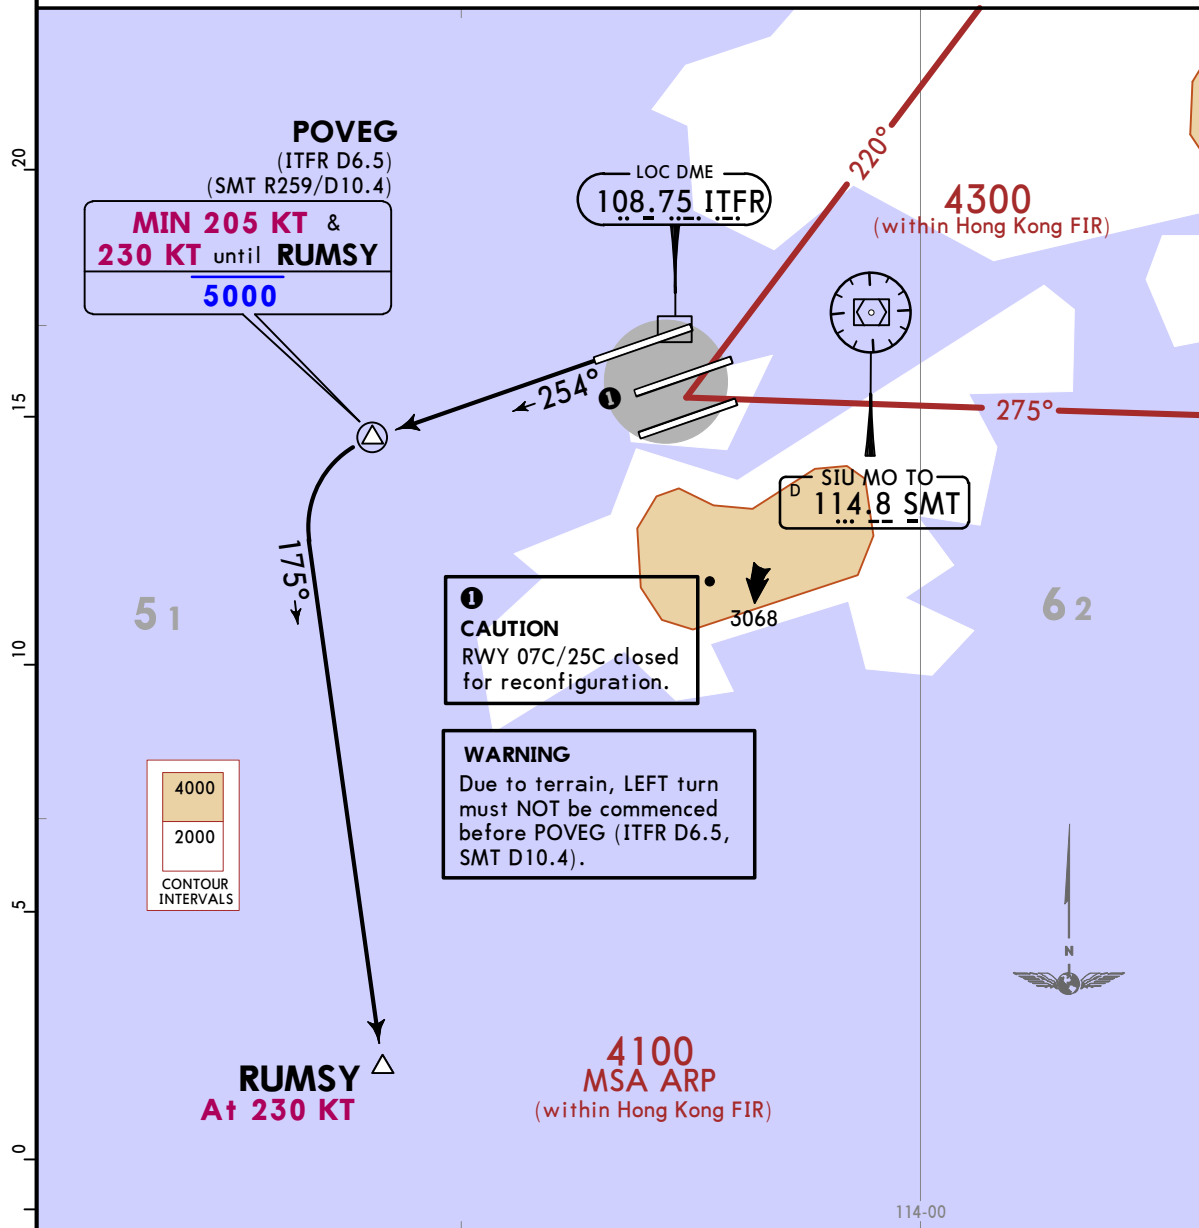 POVEG
(ITFR D6.5)
(SMT R259/D10.4)
MIN 205 KT &
230 KT until RUMSY
5000
LOC DME
108.75 ITFR
220°
4300
(within Hong Kong FIR)
20
15
10
5
0
254°
1
275°
SIU MO TO
D 114.8 SMT
175°
51
62
3068
1
CAUTION
RWY 07C/25C closed
for reconfiguration.
WARNING
Due to terrain, LEFT turn
must NOT be commenced
before POVEG (ITFR D6.5,
SMT D10.4).
4000
2000
CONTOUR
INTERVALS
N
RUMSY
At 230 KT
4100
MSA ARP
(within Hong Kong FIR)
114-00